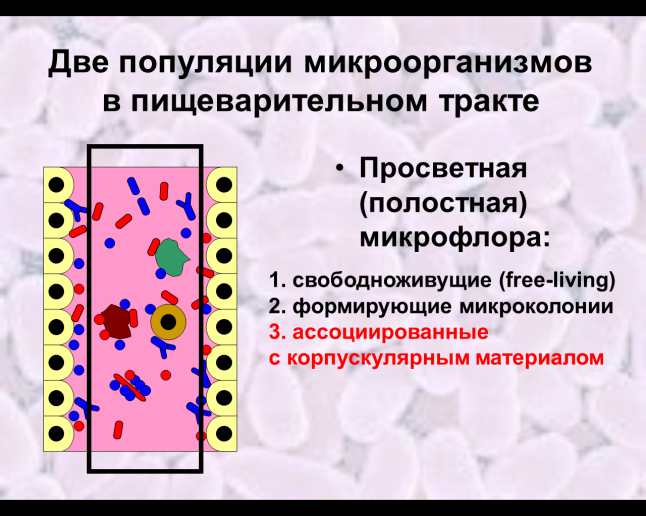 Две популяции микроорганизмов
в пищеварительном тракте
• Просветная
(полостная)
микрофлора:
1. свободноживущие (free-living)
2. формирующие микроколонии
3. ассоциированные
с корпускулярным материалом